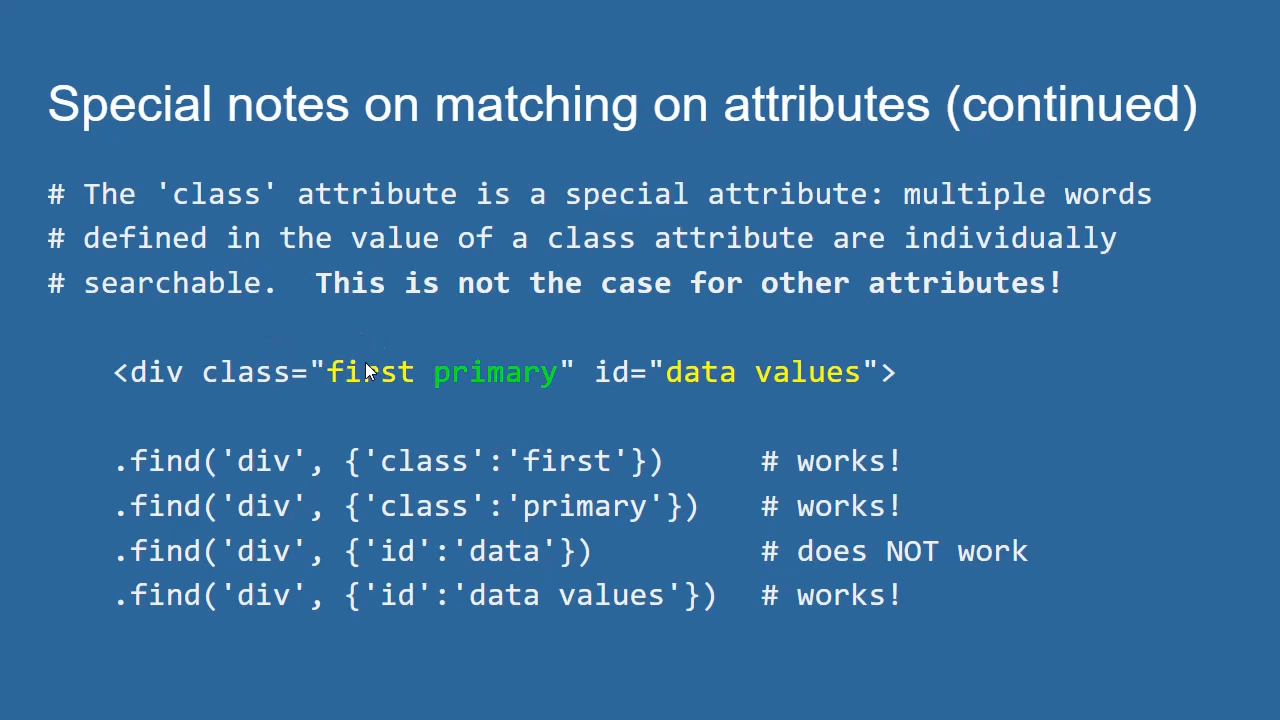 Special notes on matching on attributes (continued)
# The 'class' attribute is a special attribute: multiple words
# defined in the value of a class attribute are individually
# searchable.  This is not the case for other attributes!
<div class="first primary" id="data values">
.find('div', {'class':'first'})  # works!
.find('div', {'class':'primary'})  # works!
.find('div', {'id':'data'})  # does NOT work
.find('div', {'id':'data values'})  # works!